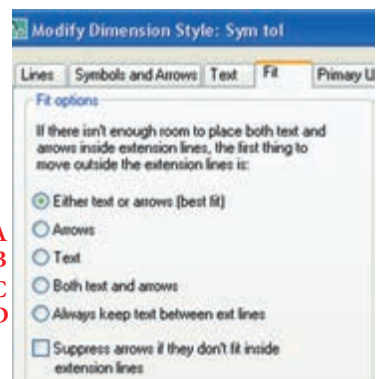 Modify Dimension Style: Sym tol
Lines Symbols and Arrows Text Fit Primary U
Fit options
If there isn't enough room to place both text and
arrows inside extension lines, the first thing to
move outside the extension lines is:
Either text or arrows (best fit)
A Arrows
B Text
C Both text and arrows
D Always keep text between ext lines
Suppress arrows if they don't fit inside
extension lines